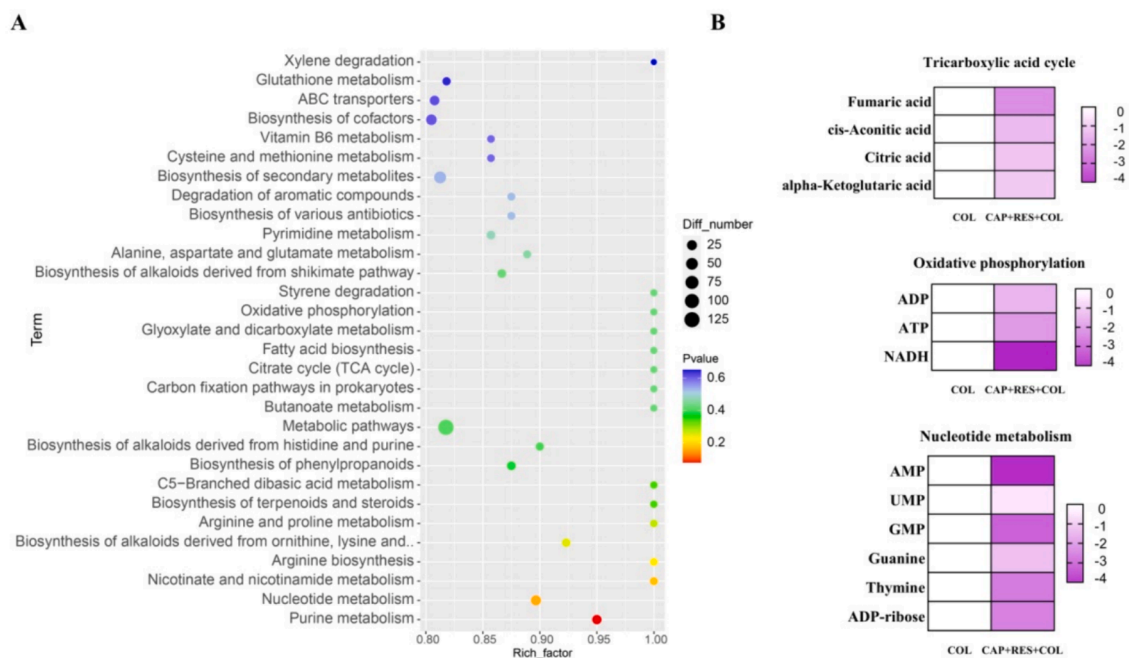 A
Term
Xylene degradation
Glutathione metabolism
ABC transporters
Biosynthesis of cofactors
Vitamin B6 metabolism
Cysteine and methionine metabolism
Biosynthesis of secondary metabolites
Degradation of aromatic compounds
Biosynthesis of various antibiotics
Pyrimidine metabolism
Alanine, aspartate and glutamate metabolism
Biosynthesis of alkaloids derived from shikimate pathway
Styrene degradation
Oxidative phosphorylation
Glyoxylate and dicarboxylate metabolism
Fatty acid biosynthesis
Citrate cycle (TCA cycle)
Carbon fixation pathways in prokaryotes
Butanoate metabolism
Metabolic pathways
Biosynthesis of alkaloids derived from histidine and purine
Biosynthesis of phenylpropanoids
C5−Branched dibasic acid metabolism
Biosynthesis of terpenoids and steroids
Arginine and proline metabolism
Biosynthesis of alkaloids derived from ornithine, lysine and..
Arginine biosynthesis
Nicotinate and nicotinamide metabolism
Nucleotide metabolism
Purine metabolism
0.80 0.85 0.90 0.95 1.00
Rich_factor
Diff_number
25
50
75
100
125
Pvalue
0.6
0.4
0.2
B
Tricarboxylic acid cycle
Fumaric acid
cis-Aconitic acid
Citric acid
alpha-Ketoglutaric acid
COL CAP+RES+COL
0
-1
-2
-3
-4
Oxidative phosphorylation
ADP
ATP
NADH
COL CAP+RES+COL
0
-1
-2
-3
-4
Nucleotide metabolism
AMP
UMP
GMP
Guanine
Thymine
ADP-ribose
COL CAP+RES+COL
0
-1
-2
-3
-4